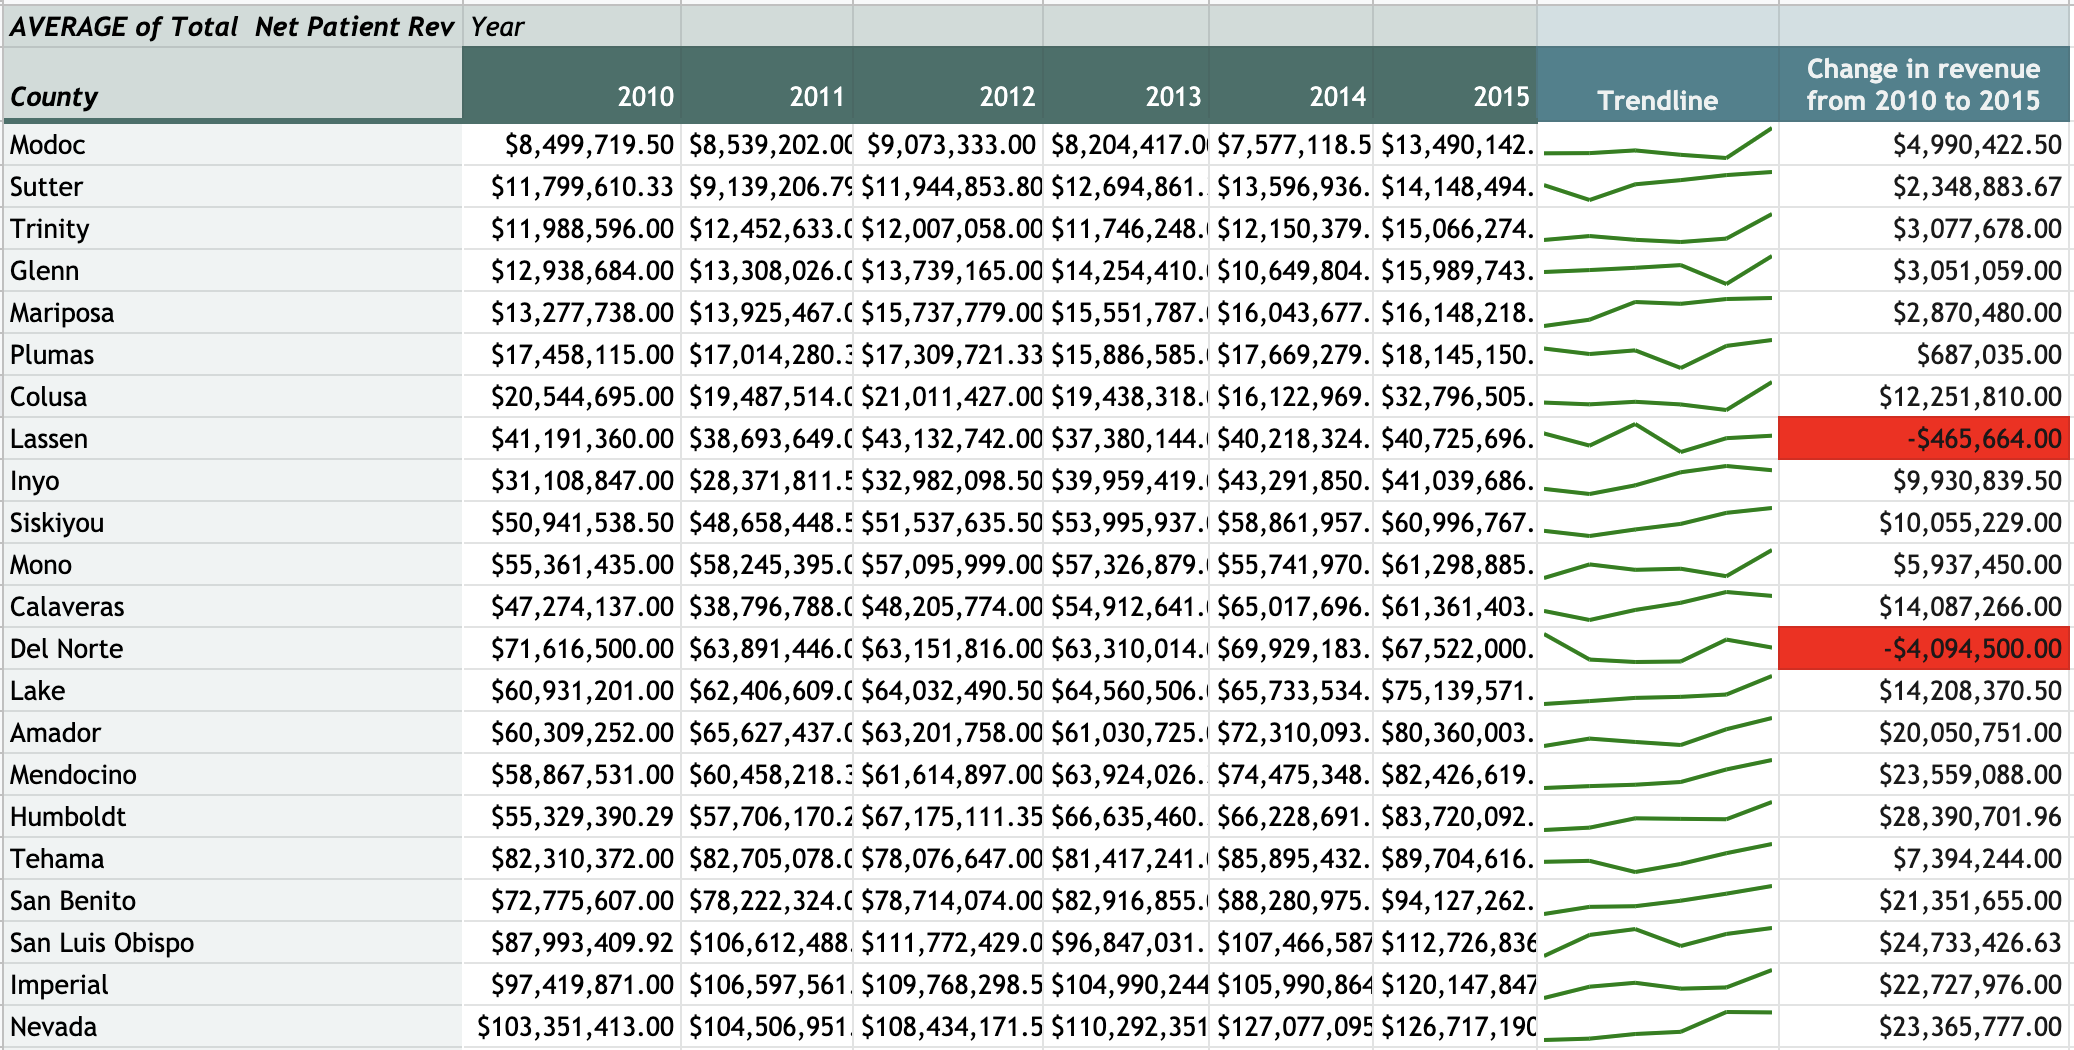 AVERAGE of Total Net Patient Rev Year
County 2010 2011 2012 2013 2014 2015 Trendline Change in revenue from 2010 to 2015
Modoc $8,499,719.50 $8,539,202.00 $9,073,333.00 $8,204,417.0 $7,577,118.5 $13,490,142. $4,990,422.50
Sutter $11,799,610.33 $9,139,206.79 $11,944,853.80 $12,694,861. $13,596,936. $14,148,494. $2,348,883.67
Trinity $11,988,596.00 $12,452,633.0 $12,007,058.00 $11,746,248. $12,150,379. $15,066,274. $3,077,678.00
Glenn $12,938,684.00 $13,308,026.0 $13,739,165.00 $14,254,410. $10,649,804. $15,989,743. $3,051,059.00
Mariposa $13,277,738.00 $13,925,467.0 $15,737,779.00 $15,551,787. $16,043,677. $16,148,218. $2,870,480.00
Plumas $17,458,115.00 $17,014,280.3 $17,309,721.33 $15,886,585. $17,669,279. $18,145,150. $687,035.00
Colusa $20,544,695.00 $19,487,514.0 $21,011,427.00 $19,438,318. $16,122,969. $32,796,505. $12,251,810.00
Lassen $41,191,360.00 $38,693,649.0 $43,132,742.00 $37,380,144. $40,218,324. $40,725,696. -$465,664.00
Inyo $31,108,847.00 $28,371,811.5 $32,982,098.50 $39,959,419. $43,291,850. $41,039,686. $9,930,839.50
Siskiyou $50,941,538.50 $48,658,448.5 $51,537,635.50 $53,995,937. $58,861,957. $60,996,767. $10,055,229.00
Mono $55,361,435.00 $58,245,395.0 $57,095,999.00 $57,326,879. $55,741,970. $61,298,885. $5,937,450.00
Calaveras $47,274,137.00 $38,796,788.0 $48,205,774.00 $54,912,641. $65,017,696. $61,361,403. $14,087,266.00
Del Norte $71,616,500.00 $63,891,446.0 $63,151,816.00 $63,310,014. $69,929,183. $67,522,000. -$4,094,500.00
Lake $60,931,201.00 $62,406,609.0 $64,032,490.50 $64,560,506. $65,733,534. $75,139,571. $14,208,370.50
Amador $60,309,252.00 $65,627,437.0 $63,201,758.00 $61,030,725. $72,310,093. $80,360,003. $20,050,751.00
Mendocino $58,867,531.00 $60,458,218.3 $61,614,897.00 $63,924,026. $74,475,348. $82,426,619. $23,559,088.00
Humboldt $55,329,390.29 $57,706,170.2 $67,175,111.35 $66,635,460. $66,228,691. $83,720,092. $28,390,701.96
Tehama $82,310,372.00 $82,705,078.0 $78,076,647.00 $81,417,241. $85,895,432. $89,704,616. $7,394,244.00
San Benito $72,775,607.00 $78,222,324.0 $78,714,074.00 $82,916,855. $88,280,975. $94,127,262. $21,351,655.00
San Luis Obispo $87,993,409.92 $106,612,488. $111,772,429.0 $96,847,031. $107,466,587 $112,726,836 $24,733,426.63
Imperial $97,419,871.00 $106,597,561. $109,768,298.5 $104,990,244 $105,990,864 $120,147,847 $22,727,976.00
Nevada $103,351,413.00 $104,506,951. $108,434,171.5 $110,292,351 $127,077,095 $126,717,190 $23,365,777.00